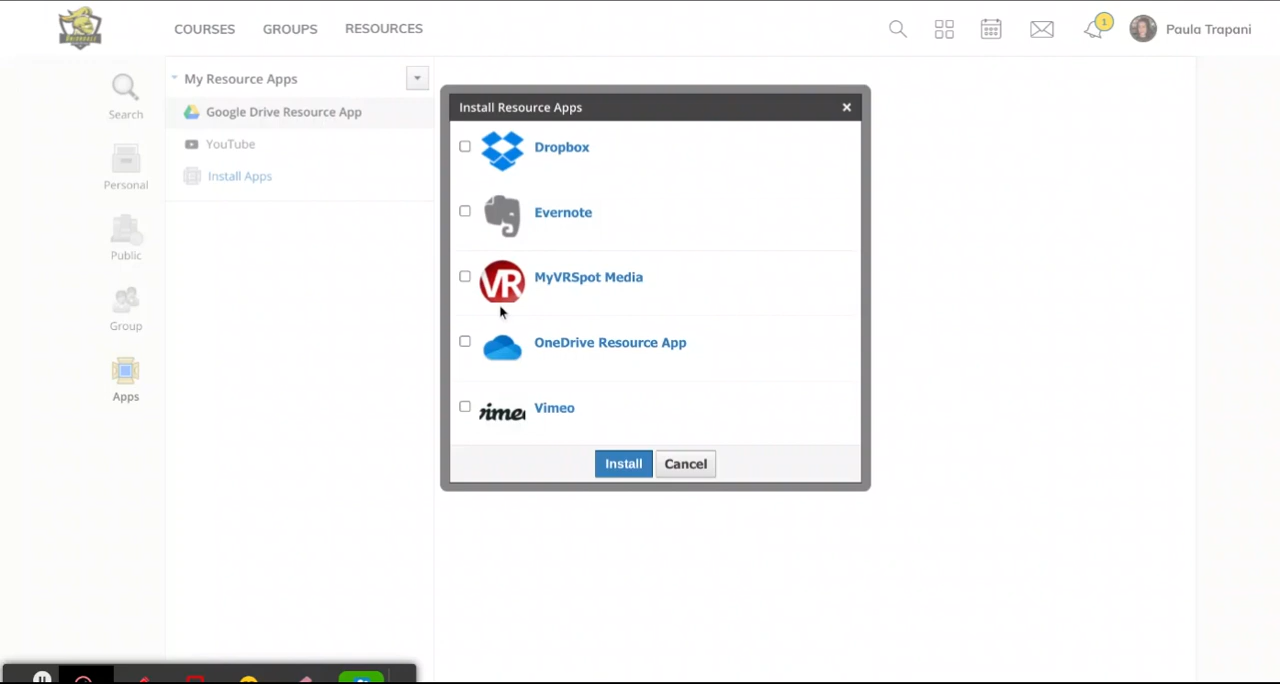 COURSES GROUPS RESOURCES 1 Paula Trapani
Search
Personal
Public
Group
Apps
My Resource Apps
Google Drive Resource App
YouTube
Install Apps
Install Resource Apps ×
Dropbox
Evernote
VR MyVRSpot Media
OneDrive Resource App
Vimeo
Install Cancel